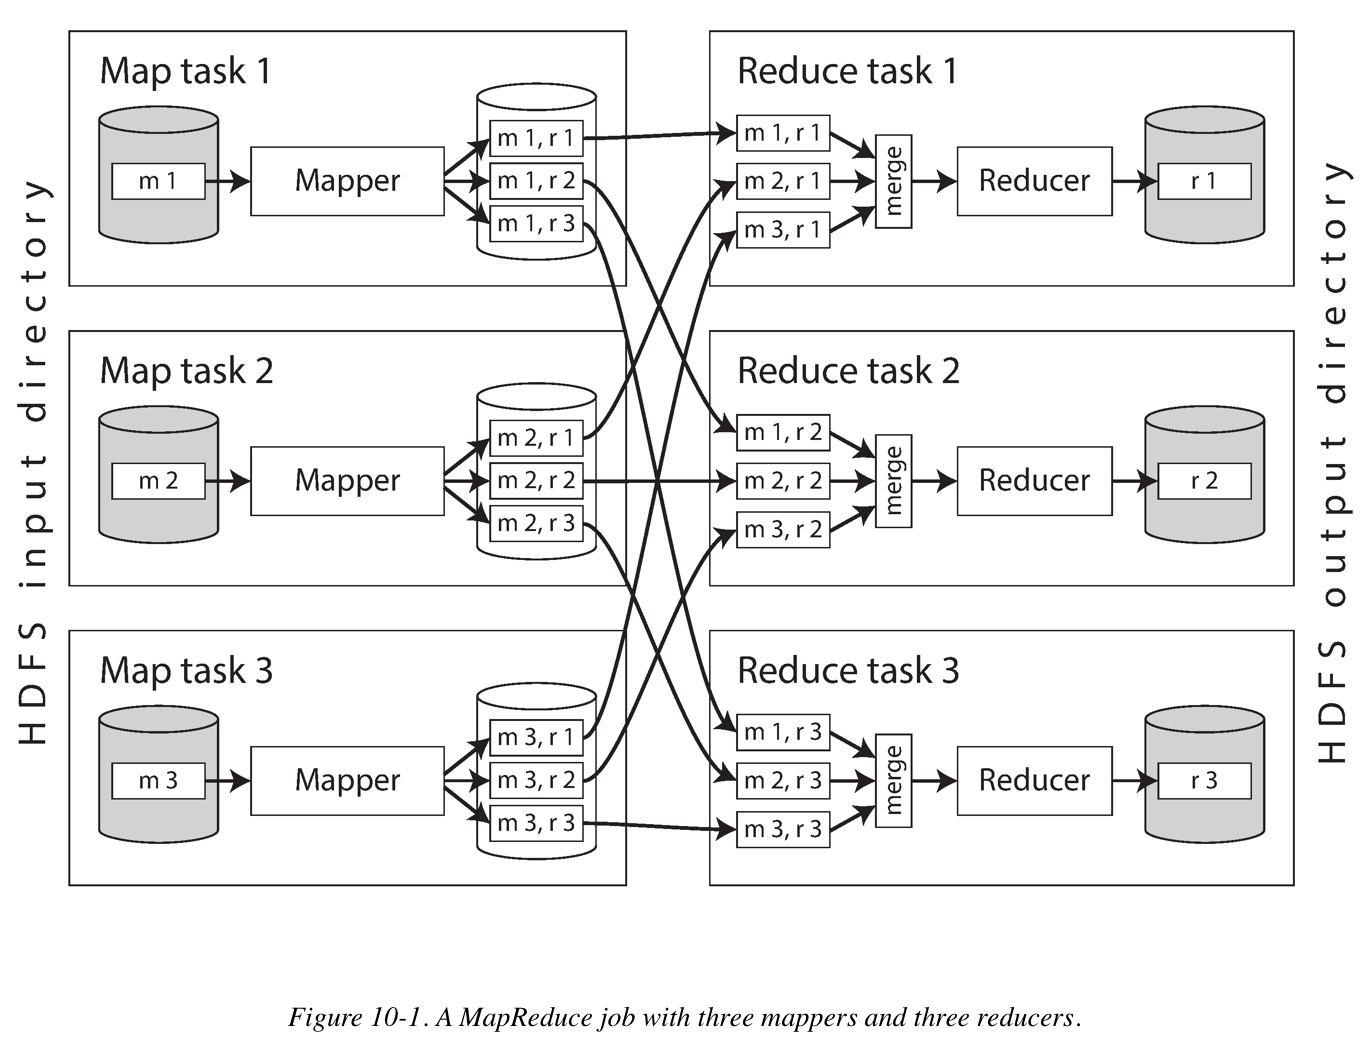 HDFS input directory
Map task 1
m 1
Mapper
m 1, r 1
m 1, r 2
m 1, r 3
Map task 2
m 2
Mapper
m 2, r 1
m 2, r 2
m 2, r 3
Map task 3
m 3
Mapper
m 3, r 1
m 3, r 2
m 3, r 3
Reduce task 1
m 1, r 1
m 2, r 1
m 3, r 1
merge
Reducer
r 1
Reduce task 2
m 1, r 2
m 2, r 2
m 3, r 2
merge
Reducer
r 2
Reduce task 3
m 1, r 3
m 2, r 3
m 3, r 3
merge
Reducer
r 3
HDFS output directory
Figure 10-1. A MapReduce job with three mappers and three reducers.